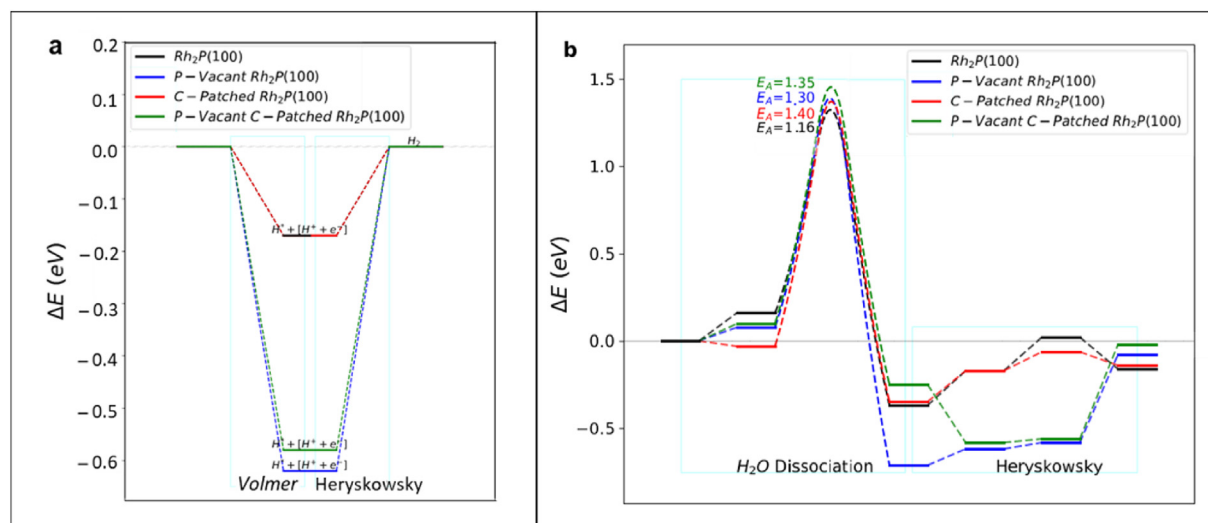 a
0.2
0.1
0.0
−0.1
−0.2
−0.3
−0.4
−0.5
−0.6
ΔE (eV)
Rh₂P(100)
P − Vacant Rh₂P(100)
C − Patched Rh₂P(100)
P − Vacant C − Patched Rh₂P(100)
H₂
H* + [H⁺ + e⁻]
H* + [H⁺ + e⁻]
H* + [H⁺ + e⁻]
Volmer
Heryskowsky
b
1.5
1.0
0.5
0.0
−0.5
ΔE (eV)
E_A=1.35
E_A=1.30
E_A=1.40
E_A=1.16
Rh₂P(100)
P − Vacant Rh₂P(100)
C − Patched Rh₂P(100)
P − Vacant C − Patched Rh₂P(100)
H₂O Dissociation
Heryskowsky